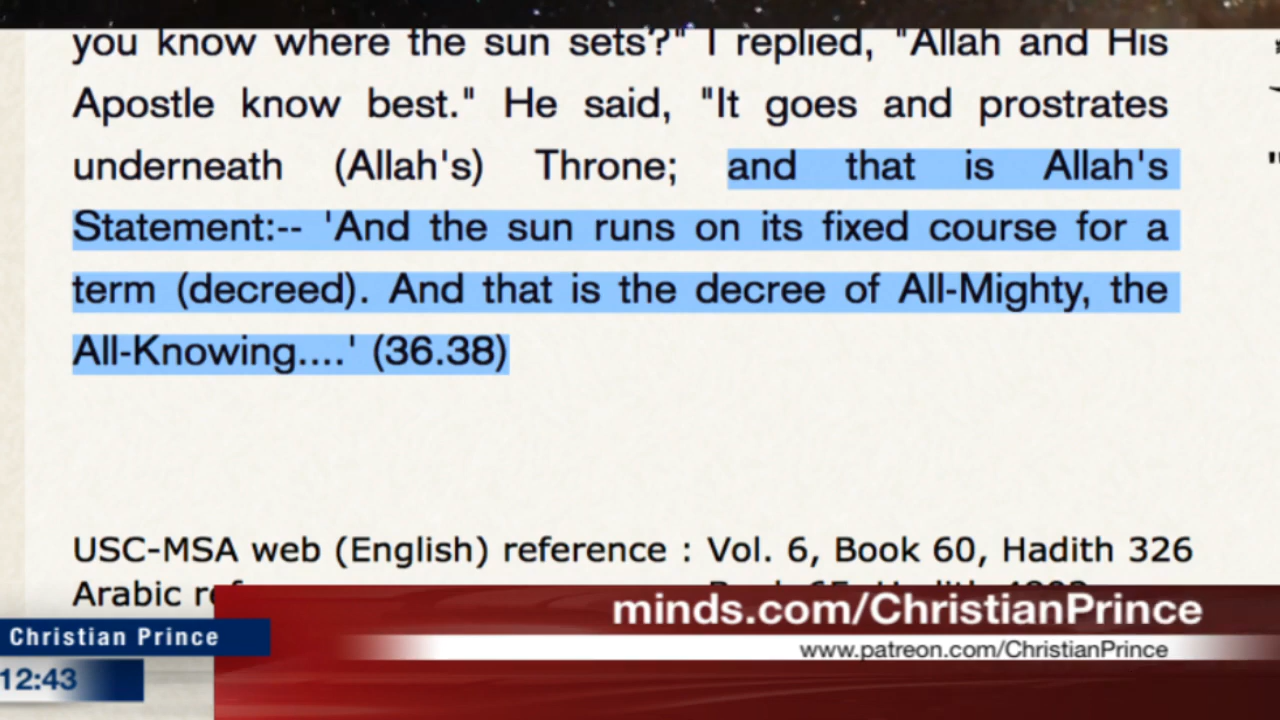 you know where the sun sets?" I replied, "Allah and His
Apostle know best." He said, "It goes and prostrates
underneath (Allah's) Throne; and that is Allah's
Statement:-- 'And the sun runs on its fixed course for a
term (decreed). And that is the decree of All-Mighty, the
All-Knowing....' (36.38)
USC-MSA web (English) reference : Vol. 6, Book 60, Hadith 326
Arabic
minds.com/ChristianPrince
Christian Prince
www.patreon.com/ChristianPrince
12:43